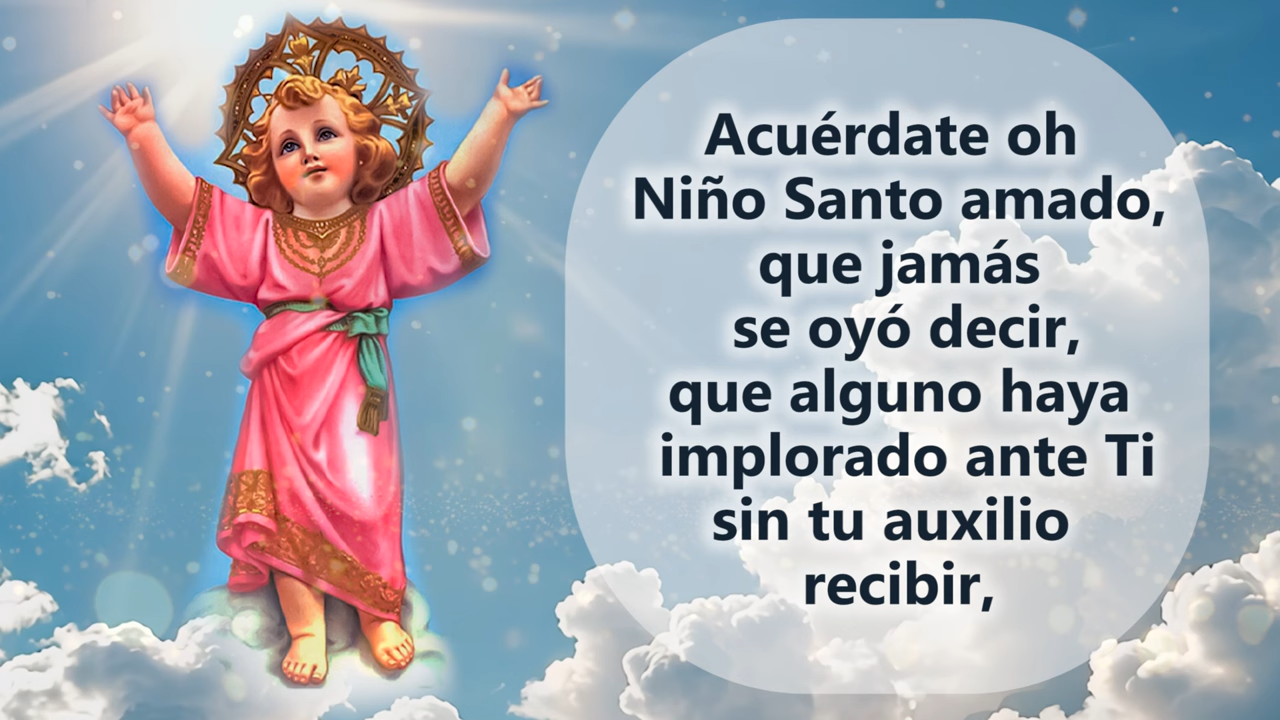 Acuérdate oh
Niño Santo amado,
que jamás
se oyó decir,
que alguno haya
implorado ante Ti
sin tu auxilio
recibir,